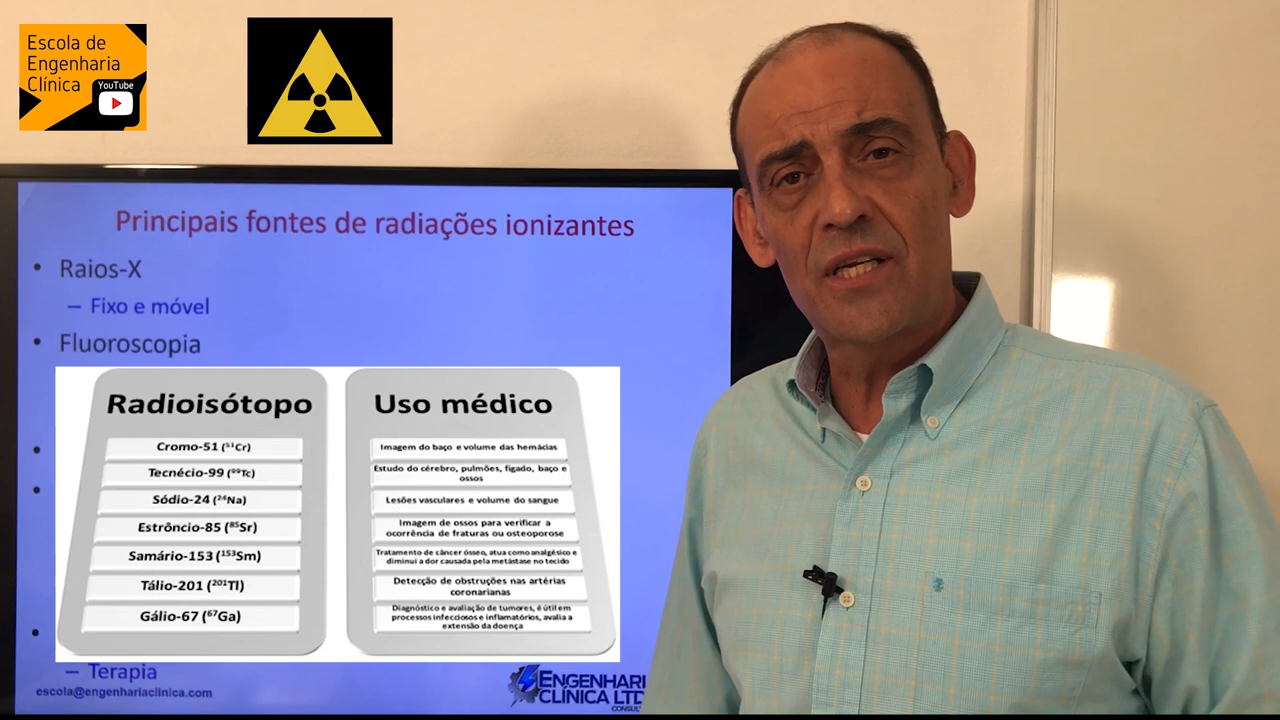 Escola de
Engenharia
Clínica
YouTube
Principais fontes de radiações ionizantes
• Raios-X
– Fixo e móvel
• Fluoroscopia
Radioisótopo
Uso médico
Cromo-51 (⁵¹Cr)
Imagem do baço e volume das hemácias
Tecnécio-99 (⁹⁹Tc)
Estudo do cérebro, pulmões, fígado, baço e
ossos
Sódio-24 (²⁴Na)
Lesões vasculares e volume do sangue
Estrôncio-85 (⁸⁵Sr)
Imagem de ossos para verificar a
ocorrência de fraturas ou osteoporose
Samário-153 (¹⁵³Sm)
Tratamento de câncer ósseo, atua como analgésico e
diminui a dor causada pela metástase no tecido
Tálio-201 (²⁰¹Tl)
Detecção de obstruções nas artérias
coronarianas
Gálio-67 (⁶⁷Ga)
Diagnóstico e avaliação de tumores, é útil em
processos infecciosos e inflamatórios, avalia a
extensão da doença
– Terapia
escola@engenhariaclinica.com
ENGENHARI
CLÍNICA LTD
CONSULT